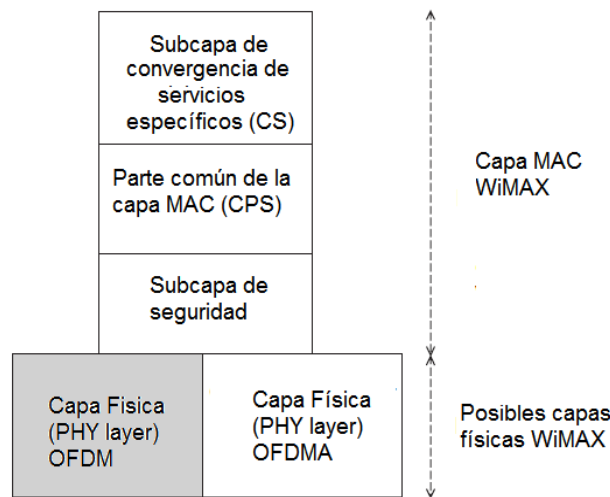 Subcapa de
convergencia de
servicios
específicos (CS)
Parte común de la
capa MAC (CPS)
Subcapa de
seguridad
Capa MAC
WiMAX
Capa Fisica
(PHY layer)
OFDM
Capa Física
(PHY layer)
OFDMA
Posibles capas
físicas WiMAX